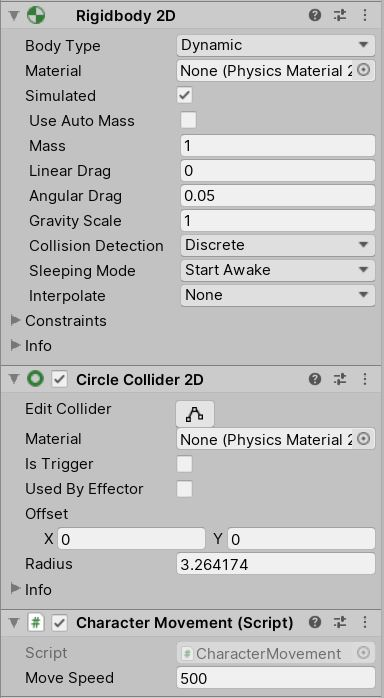 Rigidbody 2D
Body Type Dynamic
Material None (Physics Material 2
Simulated
Use Auto Mass
Mass 1
Linear Drag 0
Angular Drag 0.05
Gravity Scale 1
Collision Detection Discrete
Sleeping Mode Start Awake
Interpolate None
Constraints
Info
Circle Collider 2D
Edit Collider
Material None (Physics Material 2
Is Trigger
Used By Effector
Offset
X 0 Y 0
Radius 3.264174
Info
# Character Movement (Script)
Script # CharacterMovement
Move Speed 500